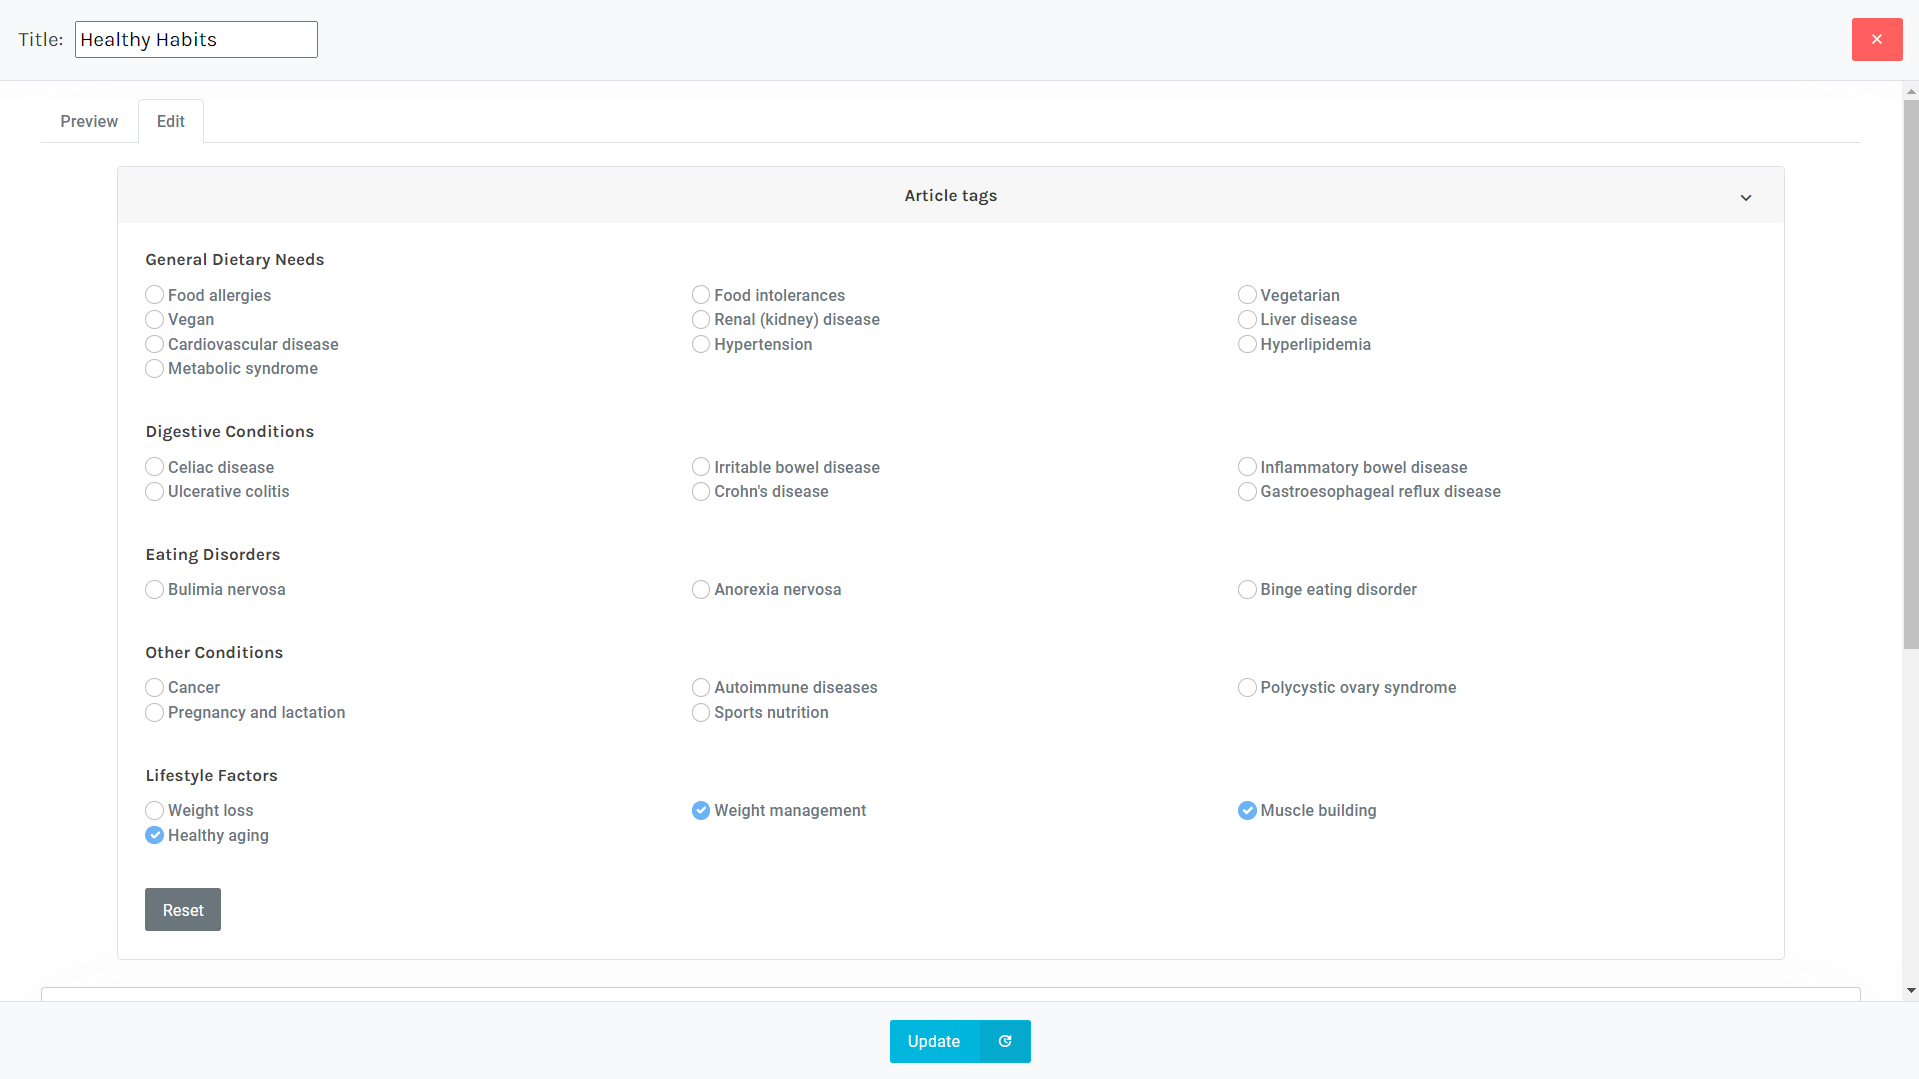 Title: Healthy Habits
Preview Edit
Article tags
General Dietary Needs
Food allergies Food intolerances Vegetarian
Vegan Renal (kidney) disease Liver disease
Cardiovascular disease Hypertension Hyperlipidemia
Metabolic syndrome
Digestive Conditions
Celiac disease Irritable bowel disease Inflammatory bowel disease
Ulcerative colitis Crohn's disease Gastroesophageal reflux disease
Eating Disorders
Bulimia nervosa Anorexia nervosa Binge eating disorder
Other Conditions
Cancer Autoimmune diseases Polycystic ovary syndrome
Pregnancy and lactation Sports nutrition
Lifestyle Factors
Weight loss Weight management Muscle building
Healthy aging
Reset
Update